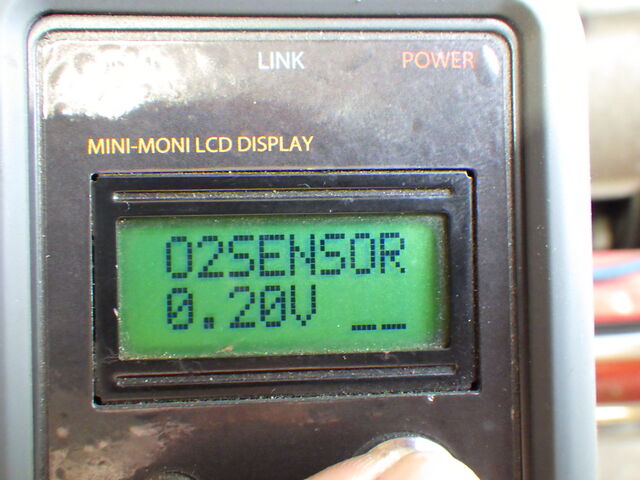 LINK POWER
MINI-MONI LCD DISPLAY
O2SENSOR
0.20V __